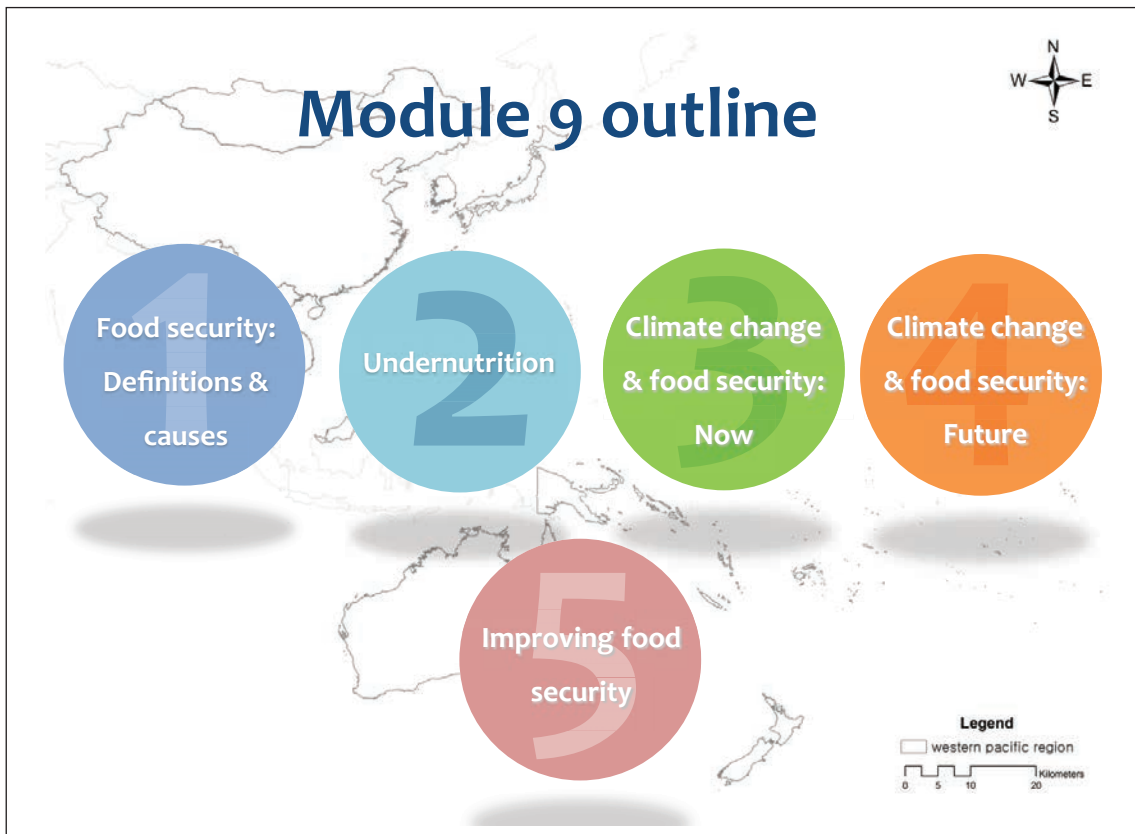 Module 9 outline
N
W E
S
1
Food security:
Definitions &
causes
2
Undernutrition
3
Climate change
& food security:
Now
4
Climate change
& food security:
Future
5
Improving food
security
Legend
western pacific region
Kilometers
0 5 10 20